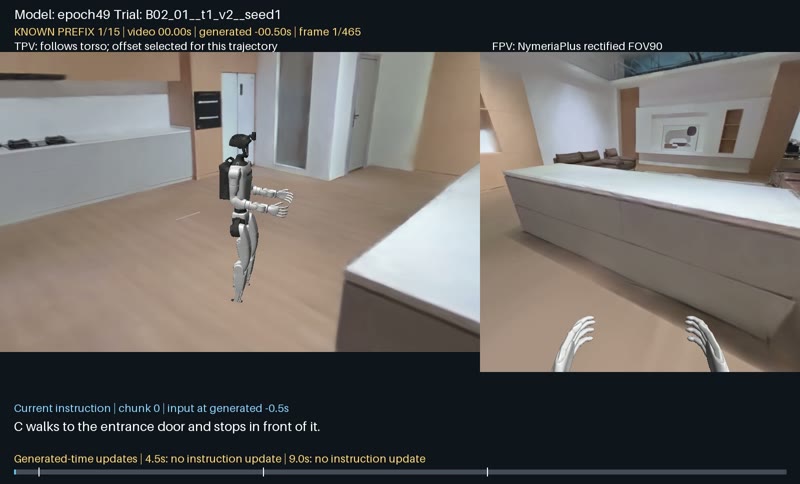 Model: epoch49 Trial: B02_01__t1_v2__seed1
KNOWN PREFIX 1/15 | video 00.00s | generated -00.50s | frame 1/465
TPV: follows torso; offset selected for this trajectory
FPV: NymeriaPlus rectified FOV90
Current instruction | chunk 0 | input at generated -0.5s
C walks to the entrance door and stops in front of it.
Generated-time updates | 4.5s: no instruction update | 9.0s: no instruction update